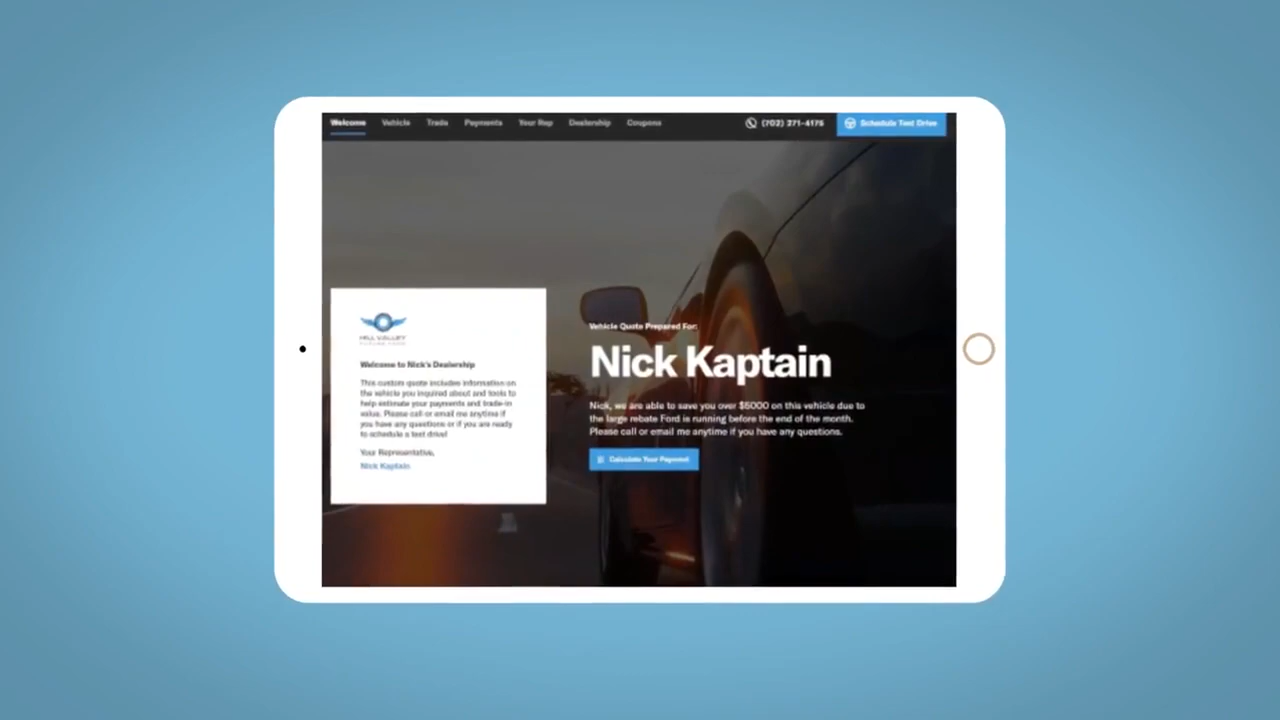 Welcome Vehicle Trade Payments Your Rep Dealership Coupons (702) 371-4175 Schedule Test Drive
HILL VALLEY
Welcome to Nick's Dealership
This custom quote includes information on
the vehicle you inquired about and tools to
help estimate your payments and trade-in
value. Please call or email me anytime if
you have any questions or if you are ready
to schedule a test drive!
Your Representative,
Nick Kaptain
Vehicle Quote Prepared For:
Nick Kaptain
Nick, we are able to save you over $5000 on this vehicle due to
the large rebate Ford is running before the end of the month.
Please call or email me anytime if you have any questions.
Calculate Your Payment